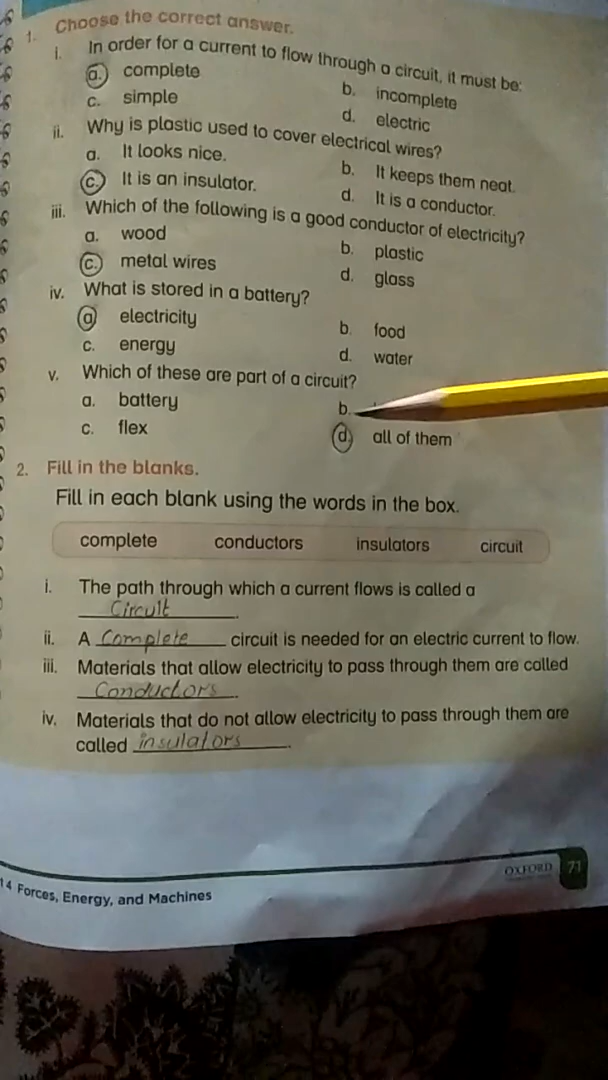 1. Choose the correct answer.
i. In order for a current to flow through a circuit, it must be:
a. complete b. incomplete
c. simple d. electric
ii. Why is plastic used to cover electrical wires?
a. It looks nice. b. It keeps them neat.
c. It is an insulator. d. It is a conductor.
iii. Which of the following is a good conductor of electricity?
a. wood b. plastic
c. metal wires d. glass
iv. What is stored in a battery?
a electricity b. food
c. energy d. water
v. Which of these are part of a circuit?
a. battery b.
c. flex d. all of them
2. Fill in the blanks.
Fill in each blank using the words in the box.
complete conductors insulators circuit
i. The path through which a current flows is called a
Circuit.
ii. A Complete circuit is needed for an electric current to flow.
iii. Materials that allow electricity to pass through them are called
Conductors.
iv. Materials that do not allow electricity to pass through them are
called insulators.
14 Forces, Energy, and Machines
OXFORD 71